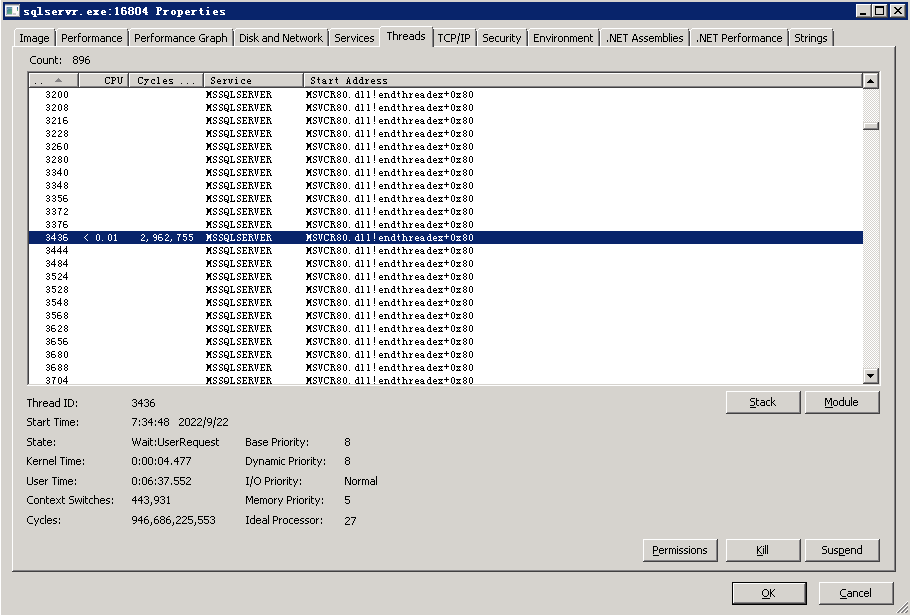 sqlservr.exe:16804 Properties
Image Performance Performance Graph Disk and Network Services Threads TCP/IP Security Environment .NET Assemblies .NET Performance Strings
Count: 896
.. CPU Cycles ... Service Start Address
3200 MSSQLSERVER MSVCR80.dll!endthreadex+0x80
3208 MSSQLSERVER MSVCR80.dll!endthreadex+0x80
3216 MSSQLSERVER MSVCR80.dll!endthreadex+0x80
3228 MSSQLSERVER MSVCR80.dll!endthreadex+0x80
3260 MSSQLSERVER MSVCR80.dll!endthreadex+0x80
3280 MSSQLSERVER MSVCR80.dll!endthreadex+0x80
3340 MSSQLSERVER MSVCR80.dll!endthreadex+0x80
3348 MSSQLSERVER MSVCR80.dll!endthreadex+0x80
3356 MSSQLSERVER MSVCR80.dll!endthreadex+0x80
3372 MSSQLSERVER MSVCR80.dll!endthreadex+0x80
3376 MSSQLSERVER MSVCR80.dll!endthreadex+0x80
3436 < 0.01 2,962,755 MSSQLSERVER MSVCR80.dll!endthreadex+0x80
3444 MSSQLSERVER MSVCR80.dll!endthreadex+0x80
3484 MSSQLSERVER MSVCR80.dll!endthreadex+0x80
3524 MSSQLSERVER MSVCR80.dll!endthreadex+0x80
3528 MSSQLSERVER MSVCR80.dll!endthreadex+0x80
3548 MSSQLSERVER MSVCR80.dll!endthreadex+0x80
3568 MSSQLSERVER MSVCR80.dll!endthreadex+0x80
3628 MSSQLSERVER MSVCR80.dll!endthreadex+0x80
3656 MSSQLSERVER MSVCR80.dll!endthreadex+0x80
3680 MSSQLSERVER MSVCR80.dll!endthreadex+0x80
3688 MSSQLSERVER MSVCR80.dll!endthreadex+0x80
3704 MSSQLSERVER MSVCR80.dll!endthreadex+0x80
Thread ID: 3436 Stack Module
Start Time: 7:34:48 2022/9/22
State: Wait:UserRequest Base Priority: 8
Kernel Time: 0:00:04.477 Dynamic Priority: 8
User Time: 0:06:37.552 I/O Priority: Normal
Context Switches: 443,931 Memory Priority: 5
Cycles: 946,686,225,553 Ideal Processor: 27
Permissions Kill Suspend
OK Cancel